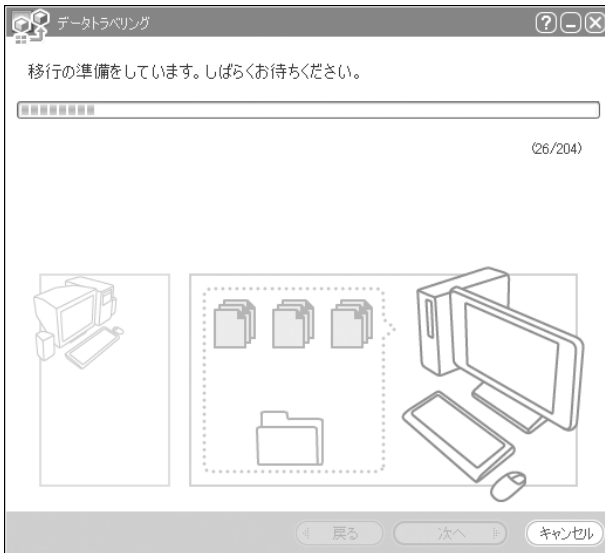 データトラベリング
移行の準備をしています。しばらくお待ちください。
(26/204)
戻る
次へ
キャンセル